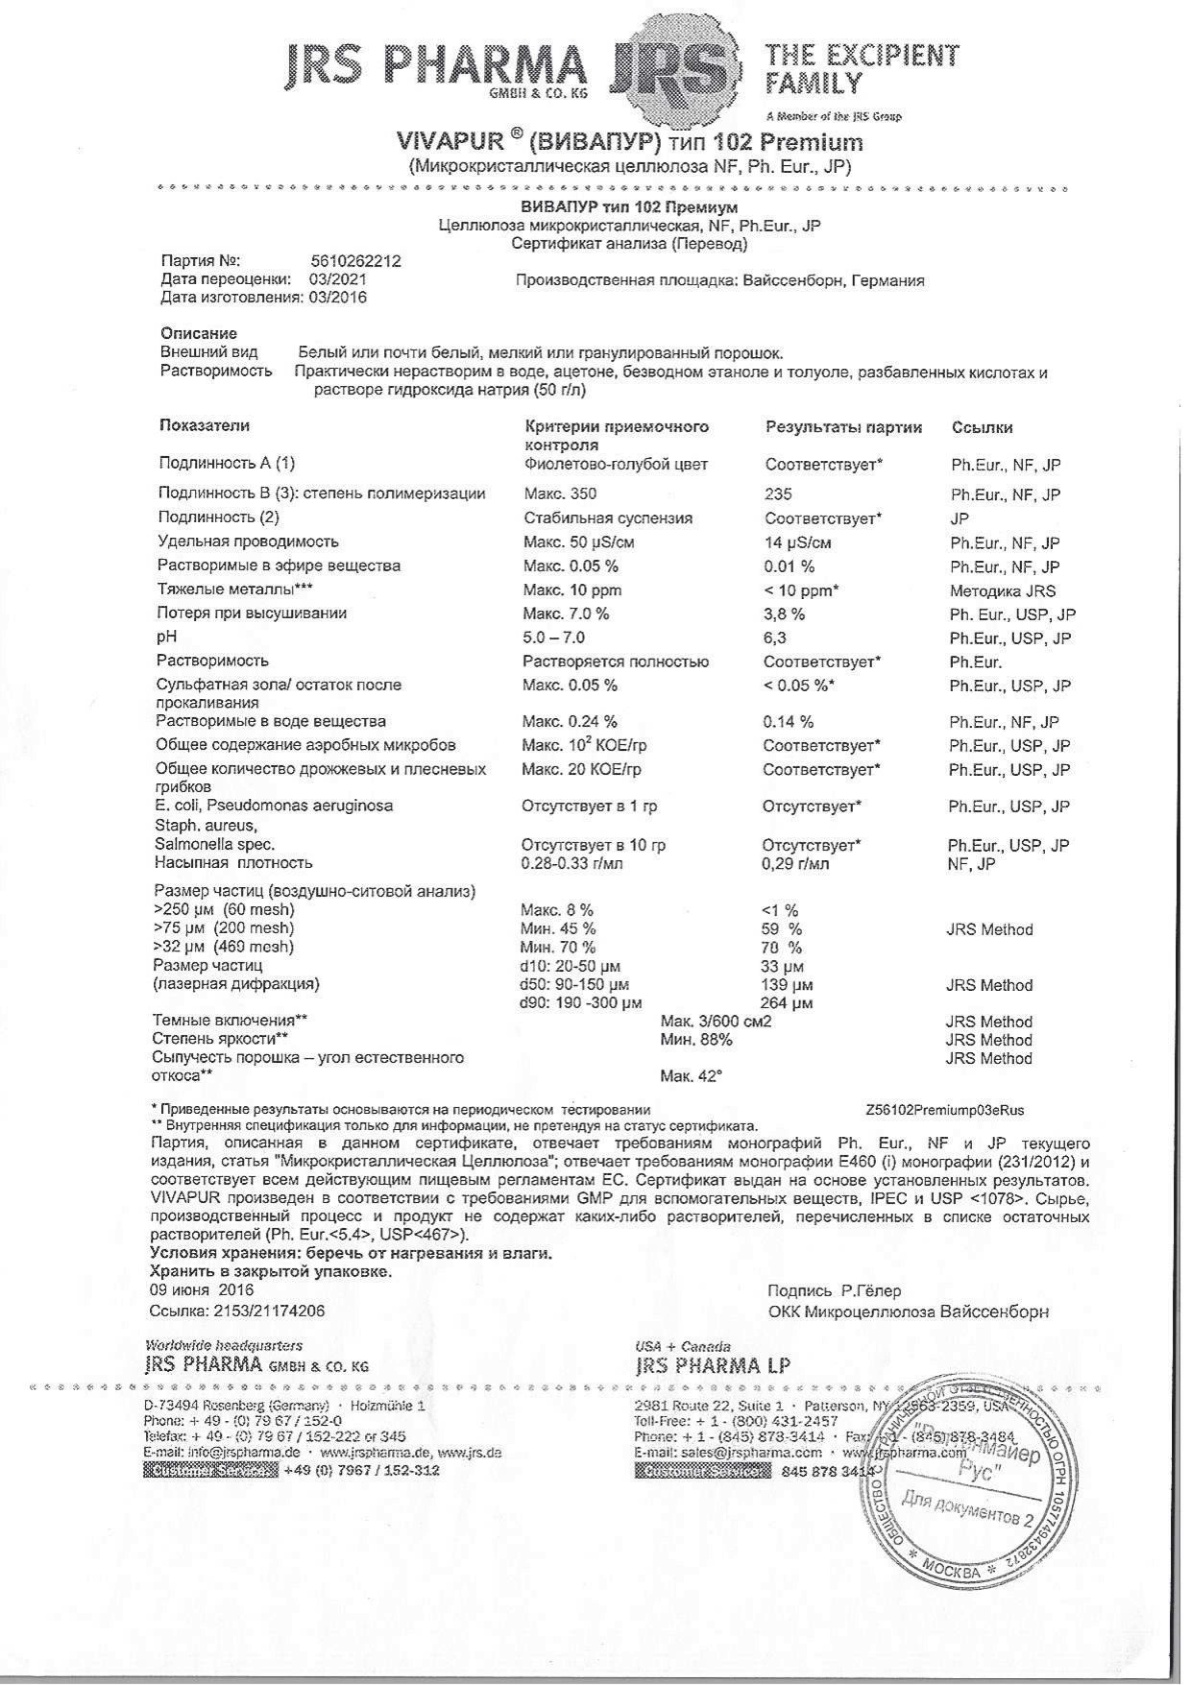 JRS PHARMA
GMBH & CO. KG
JRS
THE EXCIPIENT
FAMILY
A Member of the JRS Group
VIVAPUR ® (ВИВАПУР) тип 102 Premium
(Микрокристаллическая целлюлоза NF, Ph. Eur., JP)
ВИВАПУР тип 102 Премиум
Целлюлоза микрокристаллическая, NF, Ph.Eur., JP
Сертификат анализа (Перевод)
Партия №: 5610262212
Дата переоценки: 03/2021 Производственная площадка: Вайссенборн, Германия
Дата изготовления: 03/2016
Описание
Внешний вид Белый или почти белый, мелкий или гранулированный порошок.
Растворимость Практически нерастворим в воде, ацетоне, безводном этаноле и толуоле, разбавленных кислотах и
растворе гидроксида натрия (50 г/л)
Показатели Критерии приемочного Результаты партии Ссылки
контроля
Подлинность А (1) Фиолетово-голубой цвет Соответствует* Ph.Eur., NF, JP
Подлинность В (3): степень полимеризации Макс. 350 235 Ph.Eur., NF, JP
Подлинность (2) Стабильная суспензия Соответствует* JP
Удельная проводимость Макс. 50 µS/см 14 µS/см Ph.Eur., NF, JP
Растворимые в эфире вещества Макс. 0.05 % 0.01 % Ph.Eur., NF, JP
Тяжелые металлы*** Макс. 10 ppm < 10 ppm* Методика JRS
Потеря при высушивании Макс. 7.0 % 3,8 % Ph. Eur., USP, JP
pH 5.0 – 7.0 6,3 Ph.Eur., USP, JP
Растворимость Растворяется полностью Соответствует* Ph.Eur.
Сульфатная зола/ остаток после Макс. 0.05 % < 0.05 %* Ph.Eur., USP, JP
прокаливания
Растворимые в воде вещества Макс. 0.24 % 0.14 % Ph.Eur., NF, JP
Общее содержание аэробных микробов Макс. 10² КОЕ/гр Соответствует* Ph.Eur., USP, JP
Общее количество дрожжевых и плесневых Макс. 20 КОЕ/гр Соответствует* Ph.Eur., USP, JP
грибков
E. coli, Pseudomonas aeruginosa Отсутствует в 1 гр Отсутствует* Ph.Eur., USP, JP
Staph. aureus,
Salmonella spec. Отсутствует в 10 гр Отсутствует* Ph.Eur., USP, JP
Насыпная плотность 0.28-0.33 г/мл 0,29 г/мл NF, JP
Размер частиц (воздушно-ситовой анализ)
>250 µм (60 mesh) Макс. 8 % <1 %
>75 µм (200 mesh) Мин. 45 % 59 % JRS Method
>32 µм (460 mesh) Мин. 70 % 70 %
Размер частиц d10: 20-50 µм 33 µм
(лазерная дифракция) d50: 90-150 µм 139 µм JRS Method
d90: 190 -300 µм 264 µм
Темные включения** Мак. 3/600 см2 JRS Method
Степень яркости** Мин. 88% JRS Method
Сыпучесть порошка – угол естественного JRS Method
откоса** Мак. 42°
* Приведенные результаты основываются на периодическом тестировании Z56102Premiump03eRus
** Внутренняя спецификация только для информации, не претендуя на статус сертификата.
Партия, описанная в данном сертификате, отвечает требованиям монографий Ph. Eur., NF и JP текущего
издания, статья "Микрокристаллическая Целлюлоза"; отвечает требованиям монографии E460 (i) монографии (231/2012) и
соответствует всем действующим пищевым регламентам ЕС. Сертификат выдан на основе установленных результатов.
VIVAPUR произведен в соответствии с требованиями GMP для вспомогательных веществ, IPEC и USP <1078>. Сырье,
производственный процесс и продукт не содержат каких-либо растворителей, перечисленных в списке остаточных
растворителей (Ph. Eur.<5.4>, USP<467>).
Условия хранения: беречь от нагревания и влаги.
Хранить в закрытой упаковке.
09 июня 2016 Подпись Р.Гёлер
Ссылка: 2153/21174206 ОКК Микроцеллюлоза Вайссенборн
Worldwide headquarters USA + Canada
JRS PHARMA GMBH & CO. KG JRS PHARMA LP
D-73494 Rosenberg (Germany) · Holzmühle 1 2981 Route 22, Suite 1 · Patterson, NY 12563-2359, USA
Phone: + 49 - (0) 79 67 / 152-0 Toll-Free: + 1 - (800) 431-2457
Telefax: + 49 - (0) 79 67 / 152-222 or 345 Phone: + 1 - (845) 878-3414 · Fax: + 1 - (845) 878-3484
E-mail: info@jrspharma.de · www.jrspharma.de, www.jrs.de E-mail: sales@jrspharma.com · www.jrspharma.com
Customer Service: +49 (0) 7967 / 152-312 Customer Service: 845 878 3414
ОБЩЕСТВО С ОГРАНИЧЕННОЙ ОТВЕТСТВЕННОСТЬЮ ОГРН 1057749432872
* МОСКВА *
Рус"
Для документов 2